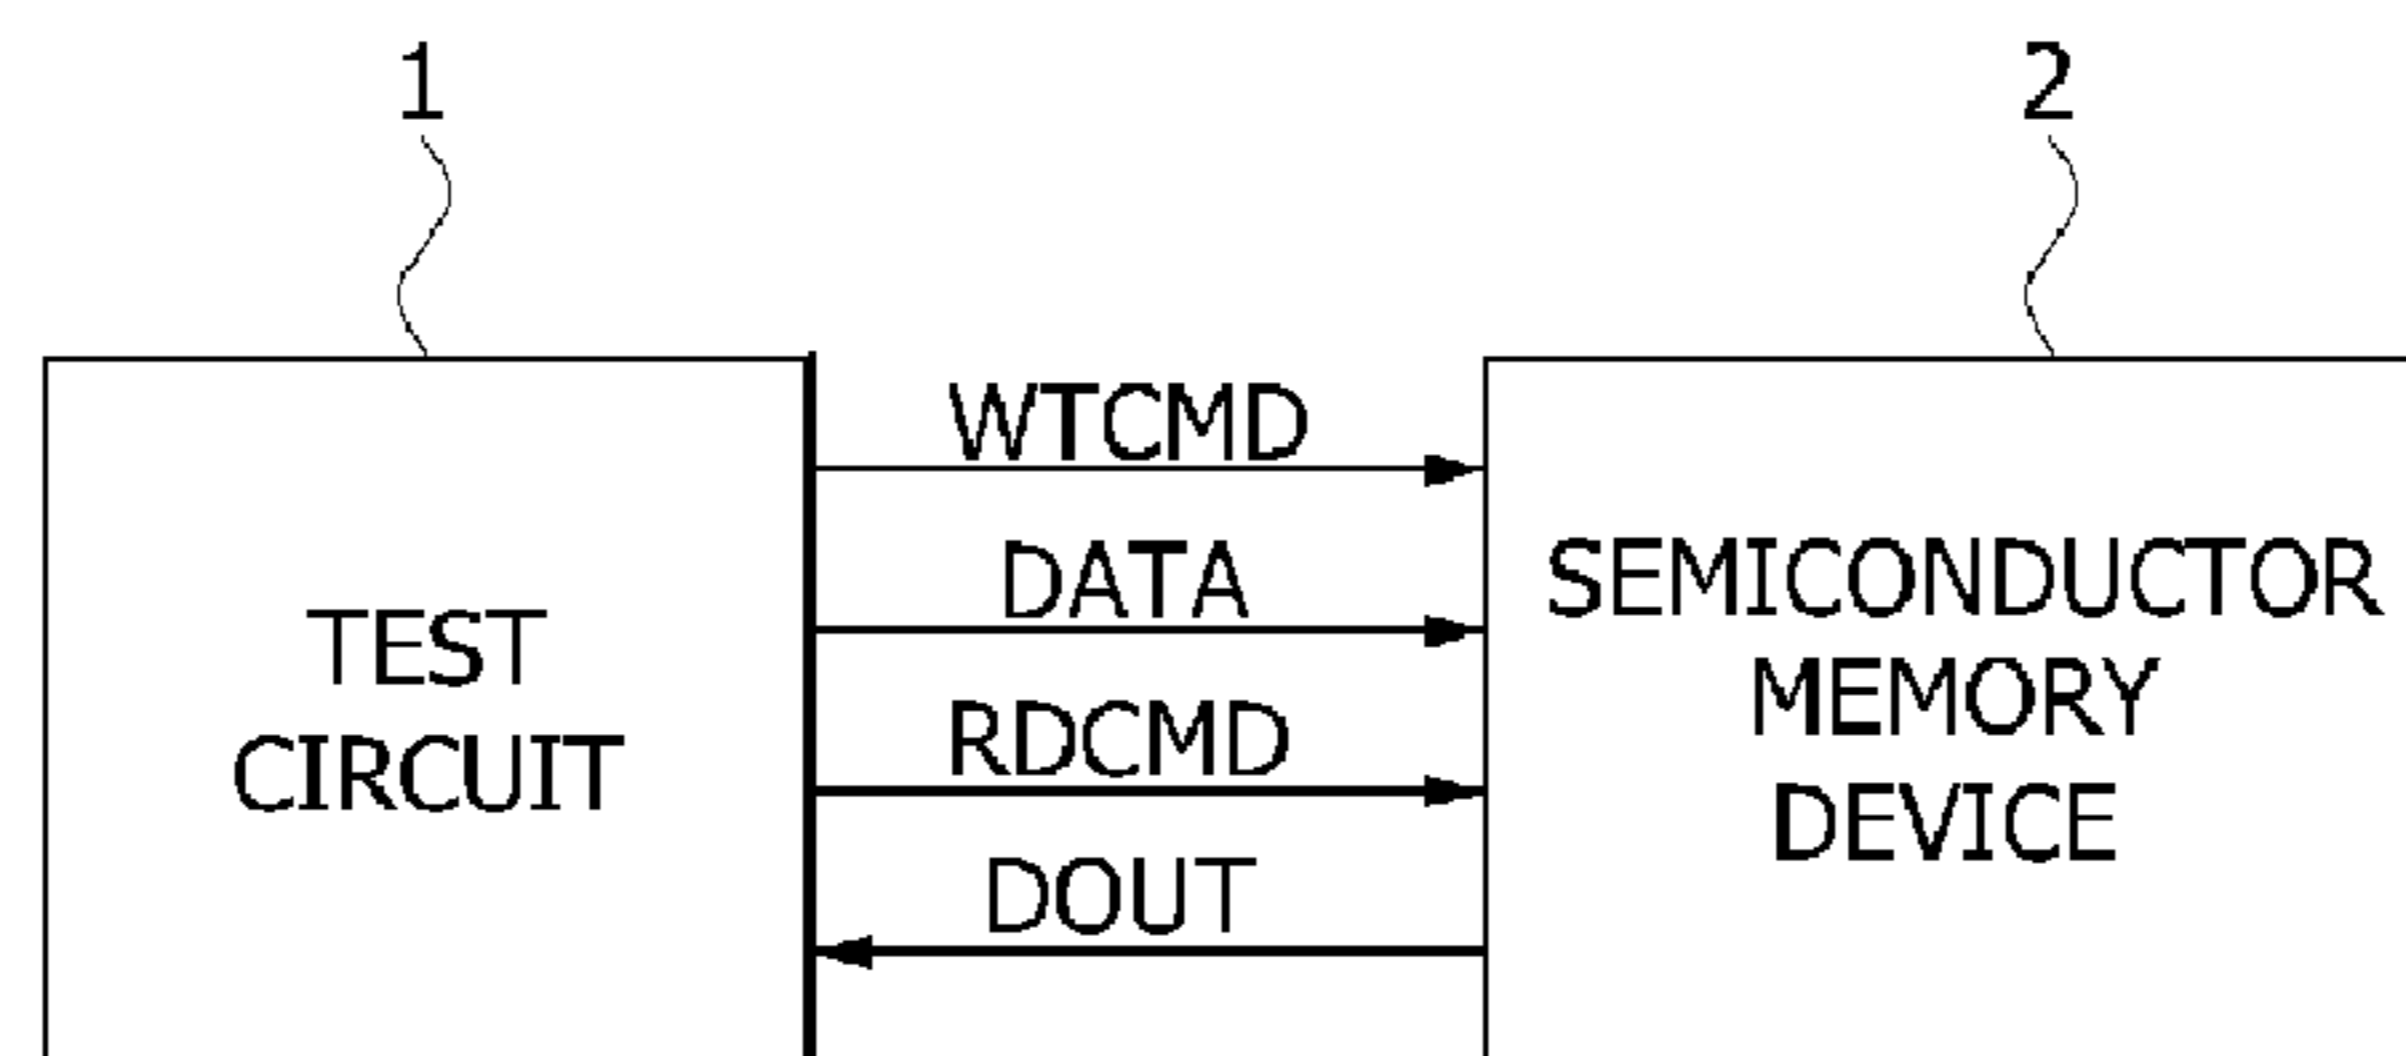 1
2
WTCMD
DATA
RDCMD
DOUT
TEST
CIRCUIT
SEMICONDUCTOR
MEMORY
DEVICE